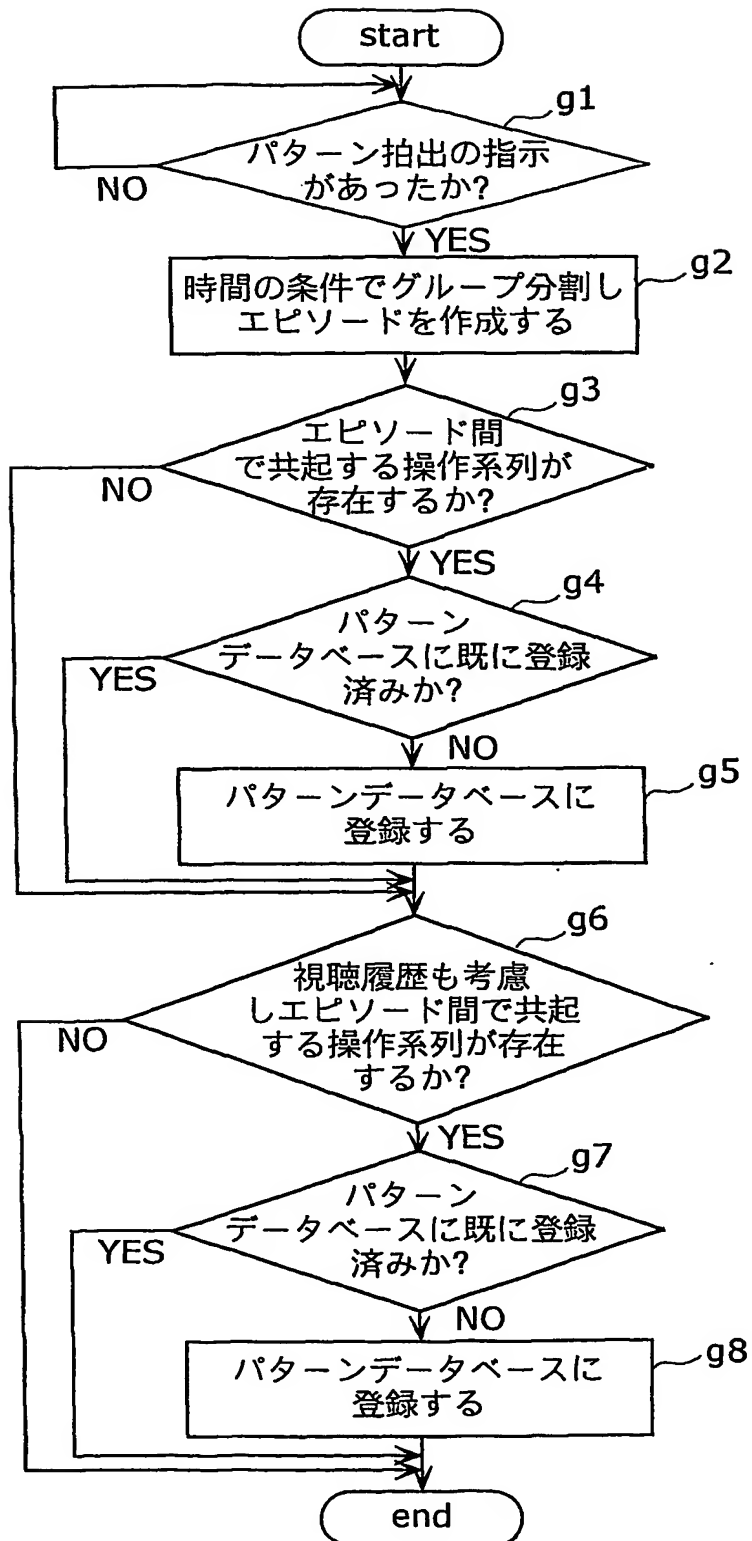 start
g1
パターン拍出の指示
があったか?
NO
YES
g2
時間の条件でグループ分割し
エピソードを作成する
g3
エピソード間
で共起する操作系列が
存在するか?
NO
YES
g4
パターン
データベースに既に登録
済みか?
YES
NO
g5
パターンデータベースに
登録する
g6
視聴履歴も考慮
しエピソード間で共起
する操作系列が存在
するか?
NO
YES
g7
パターン
データベースに既に登録
済みか?
YES
NO
g8
パターンデータベースに
登録する
end